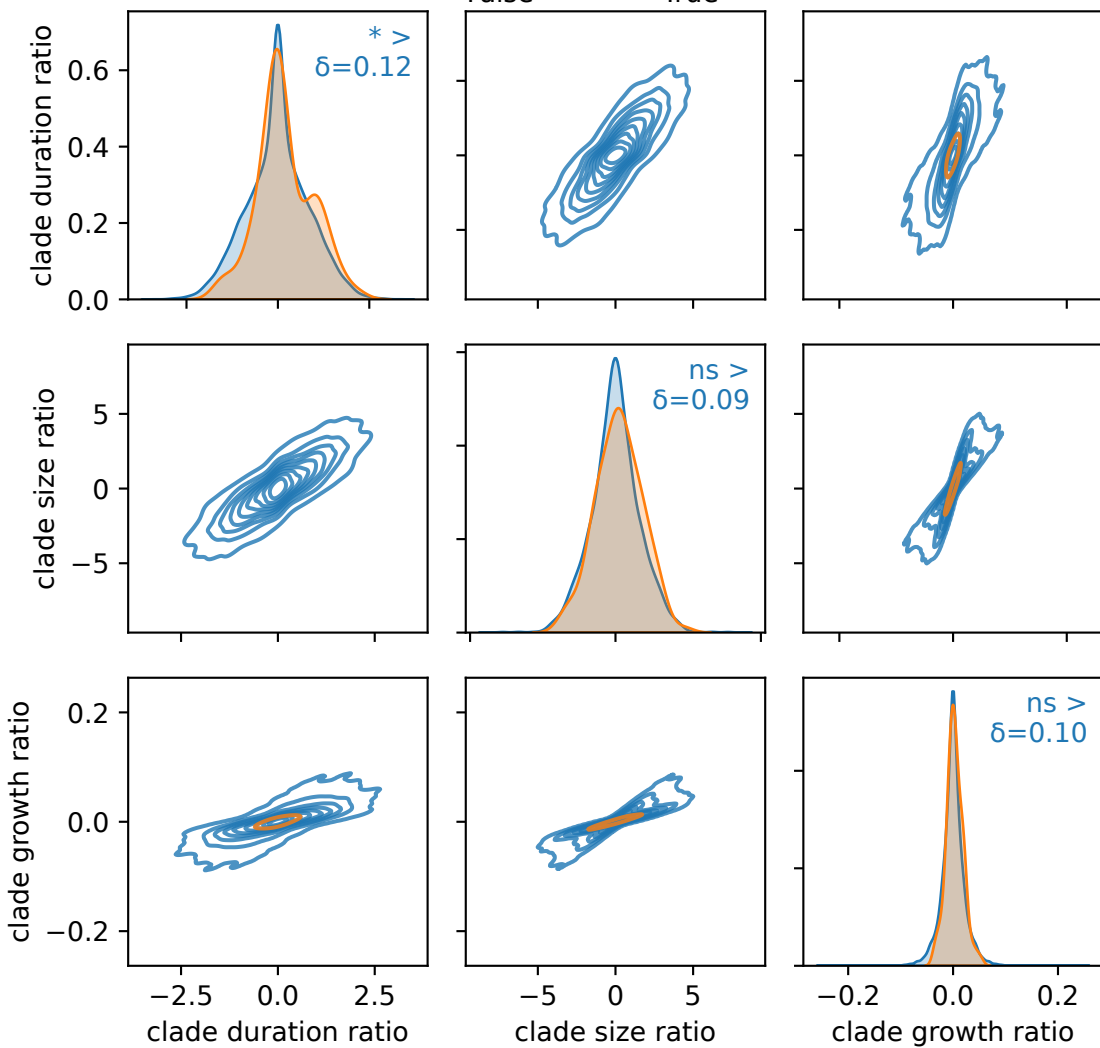 clade duration ratio
0.6
0.4
0.2
0.0
* >
δ=0.12
clade size ratio
5
0
−5
ns >
δ=0.09
clade growth ratio
0.2
0.0
−0.2
ns >
δ=0.10
−2.5 0.0 2.5
−5 0 5
−0.2 0.0 0.2
clade duration ratio
clade size ratio
clade growth ratio